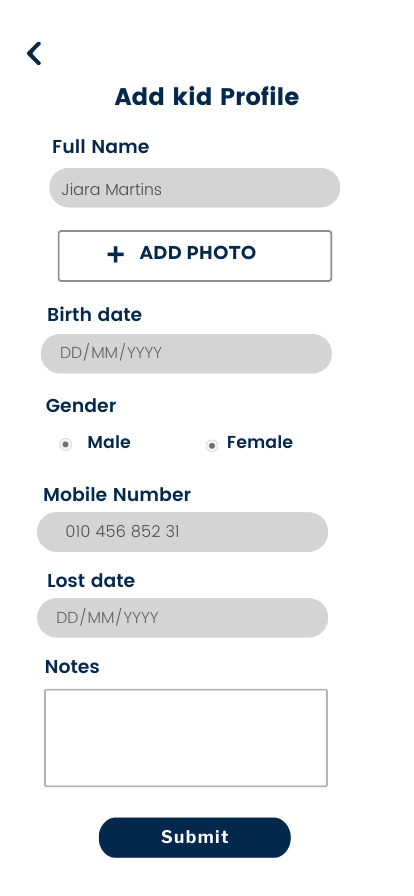 Add kid Profile
Full Name
Jiara Martins
+ ADD PHOTO
Birth date
DD/MM/YYYY
Gender
Male Female
Mobile Number
010 456 852 31
Lost date
DD/MM/YYYY
Notes
Submit